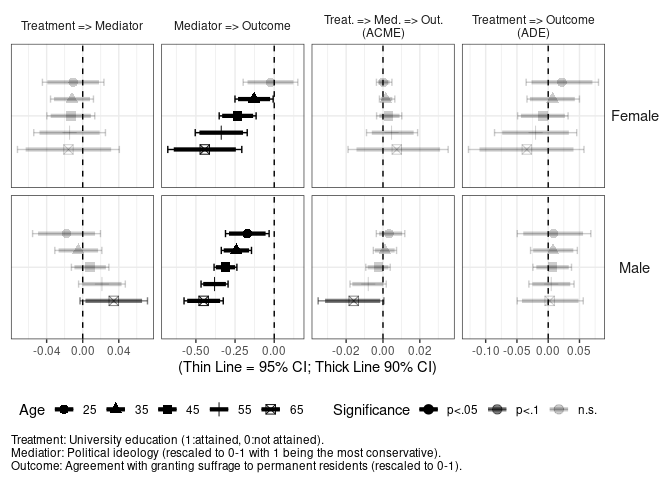 Treatment => Mediator
Mediator => Outcome
Treat. => Med. => Out.
(ACME)
Treatment => Outcome
(ADE)
Female
Male
-0.04 0.00 0.04
-0.50 -0.25 0.00
-0.02 0.00 0.02
-0.10 -0.05 0.00 0.05
(Thin Line = 95% CI; Thick Line 90% CI)
Age 25 35 45 55 65 Significance p<.05 p<.1 n.s.
Treatment: University education (1:attained, 0:not attained).
Mediator: Political ideology (rescaled to 0-1 with 1 being the most conservative).
Outcome: Agreement with granting suffrage to permanent residents (rescaled to 0-1).